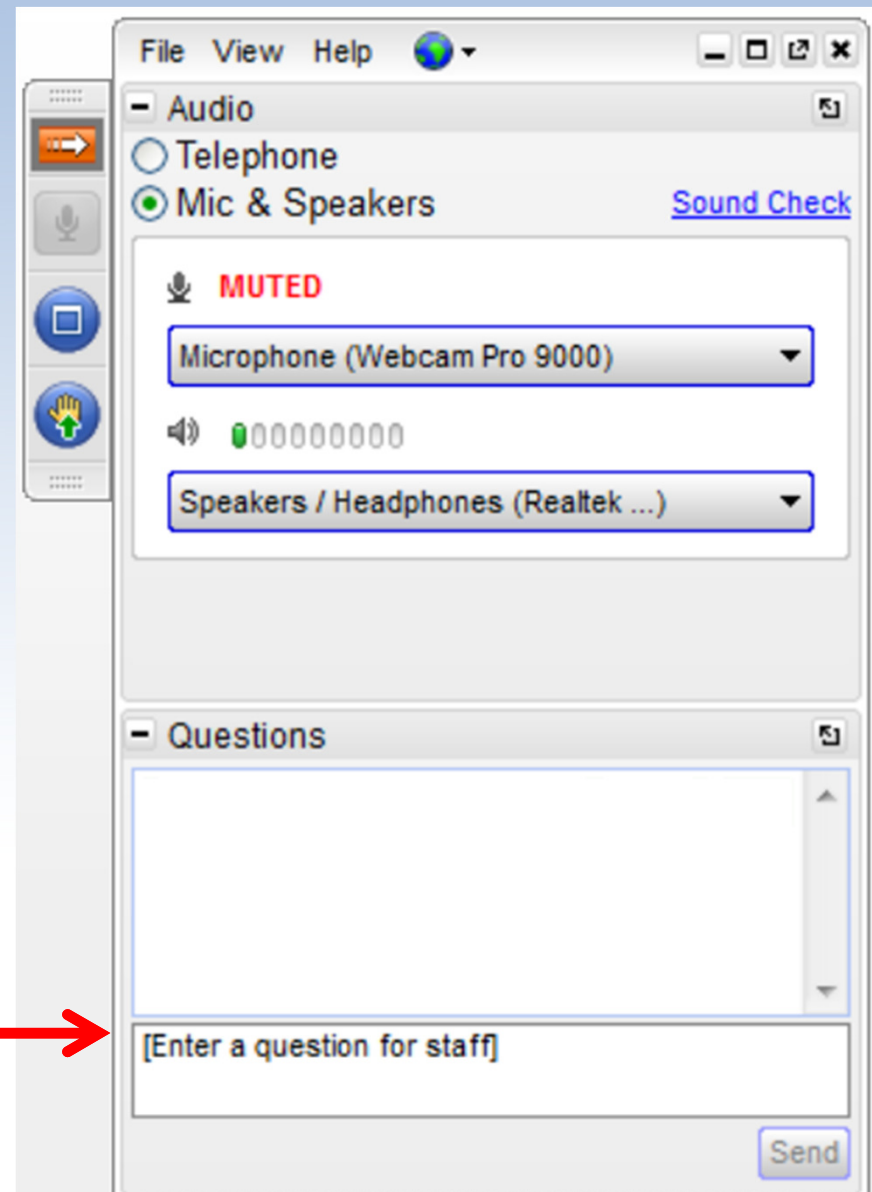 File View Help
Audio
Telephone
Mic & Speakers Sound Check
MUTED
Microphone (Webcam Pro 9000)
Speakers / Headphones (Realtek ...)
Questions
[Enter a question for staff]
Send